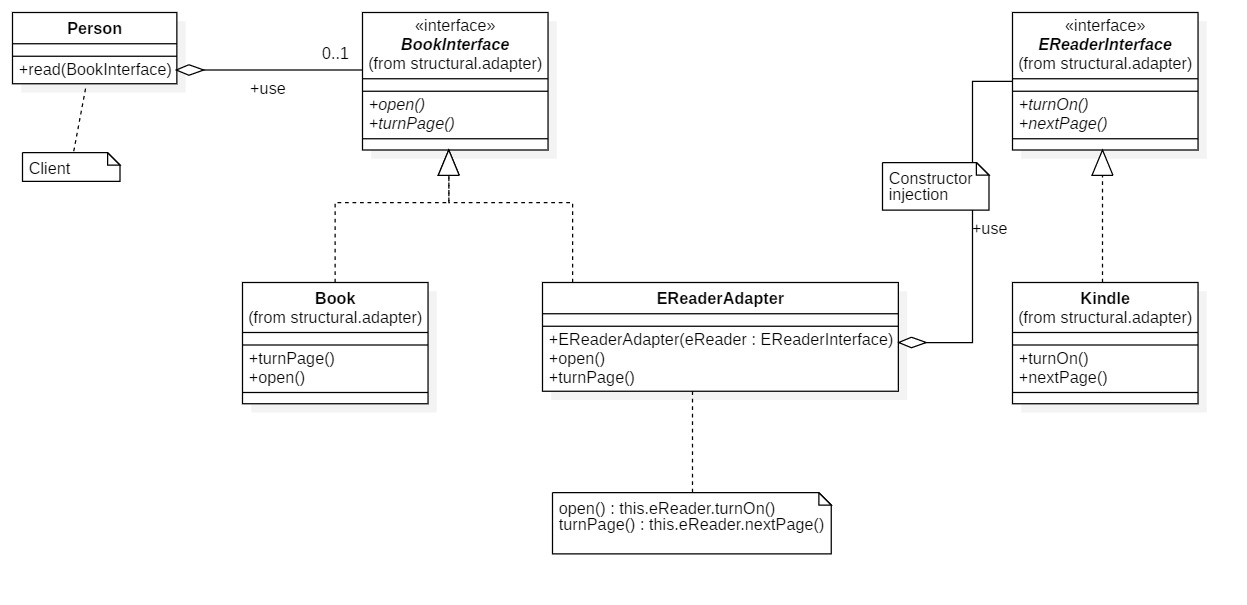 Person
+read(BookInterface)
0..1
+use
Client
«interface»
BookInterface
(from structural.adapter)
+open()
+turnPage()
«interface»
EReaderInterface
(from structural.adapter)
+turnOn()
+nextPage()
Constructor
injection
+use
Book
(from structural.adapter)
+turnPage()
+open()
EReaderAdapter
+EReaderAdapter(eReader : EReaderInterface)
+open()
+turnPage()
Kindle
(from structural.adapter)
+turnOn()
+nextPage()
open() : this.eReader.turnOn()
turnPage() : this.eReader.nextPage()